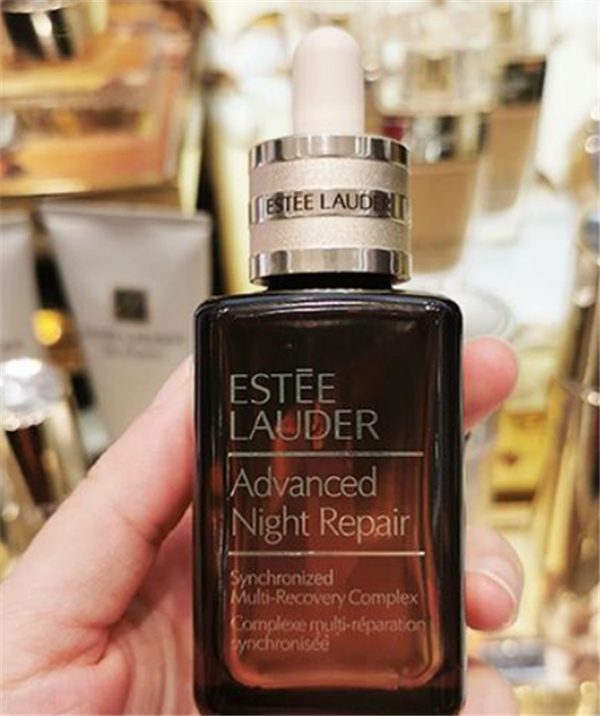 ESTĒE LAUDER
ESTĒE
LAUDER
Advanced
Night Repair
Synchronized
Multi-Recovery Complex
Complexe multi-réparation
synchronisée